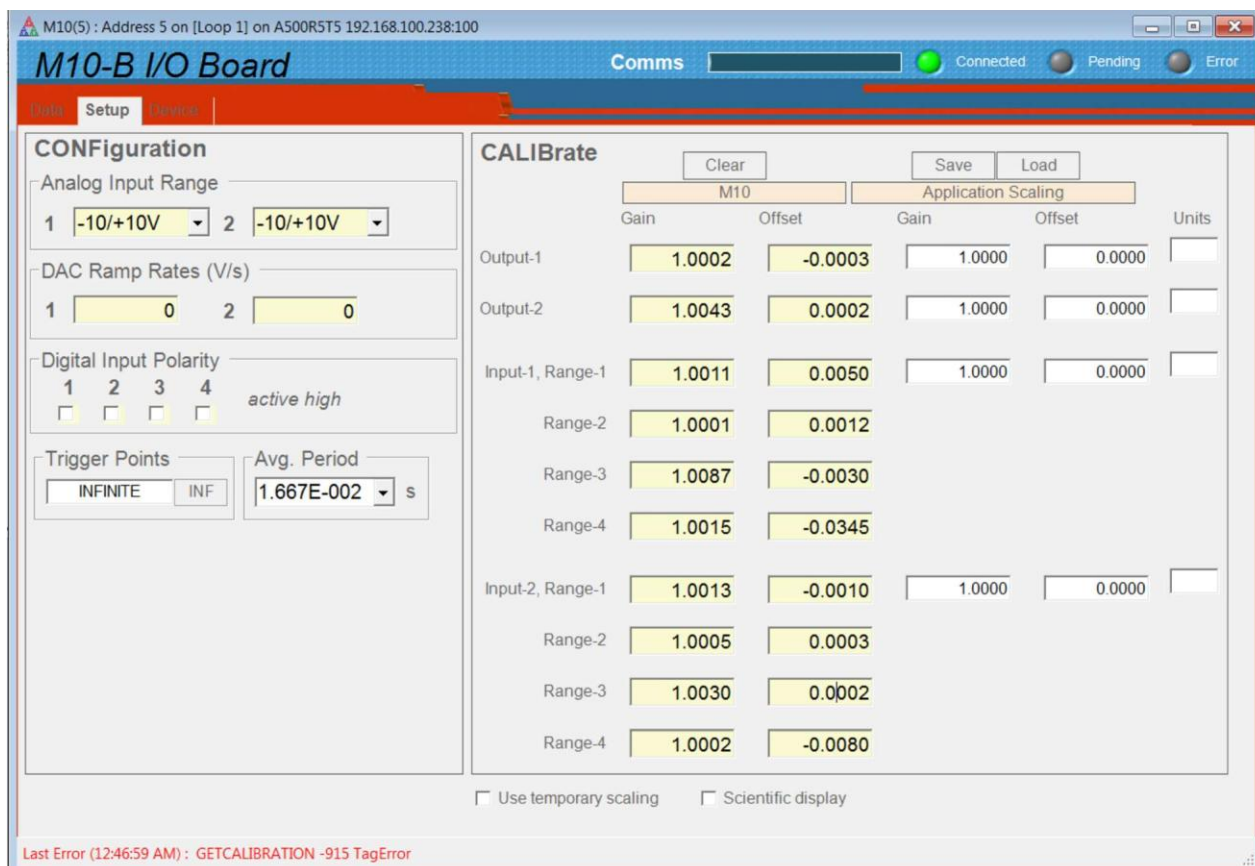 M10(5) : Address 5 on [Loop 1] on A500R5T5 192.168.100.238:100
M10-B I/O Board
Comms
Connected
Pending
Error
Data
Setup
Device
CONFiguration
Analog Input Range
1 -10/+10V 2 -10/+10V
DAC Ramp Rates (V/s)
1 0 2 0
Digital Input Polarity
1 2 3 4
active high
Trigger Points
INFINITE INF
Avg. Period
1.667E-002 s
CALIBrate
Clear Save Load
M10 Application Scaling
Gain Offset Gain Offset Units
Output-1 1.0002 -0.0003 1.0000 0.0000
Output-2 1.0043 0.0002 1.0000 0.0000
Input-1, Range-1 1.0011 0.0050 1.0000 0.0000
Range-2 1.0001 0.0012
Range-3 1.0087 -0.0030
Range-4 1.0015 -0.0345
Input-2, Range-1 1.0013 -0.0010 1.0000 0.0000
Range-2 1.0005 0.0003
Range-3 1.0030 0.0002
Range-4 1.0002 -0.0080
Use temporary scaling Scientific display
Last Error (12:46:59 AM) : GETCALIBRATION -915 TagError